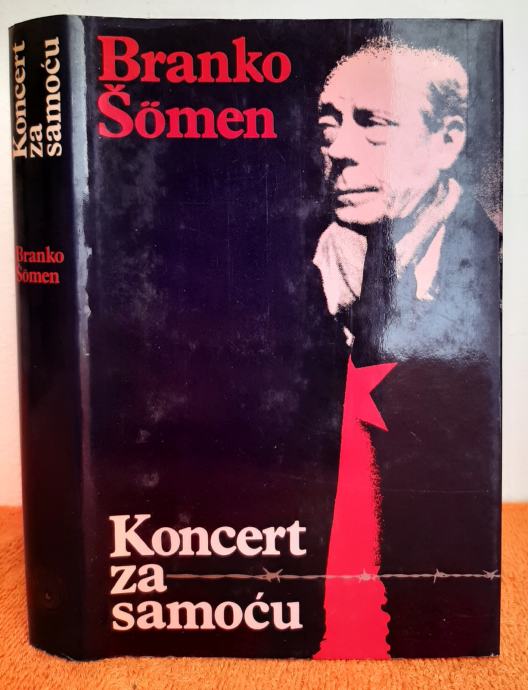 Koncert
za
samoću
Branko
Šömen
Branko
Šömen
Koncert
za
samoću